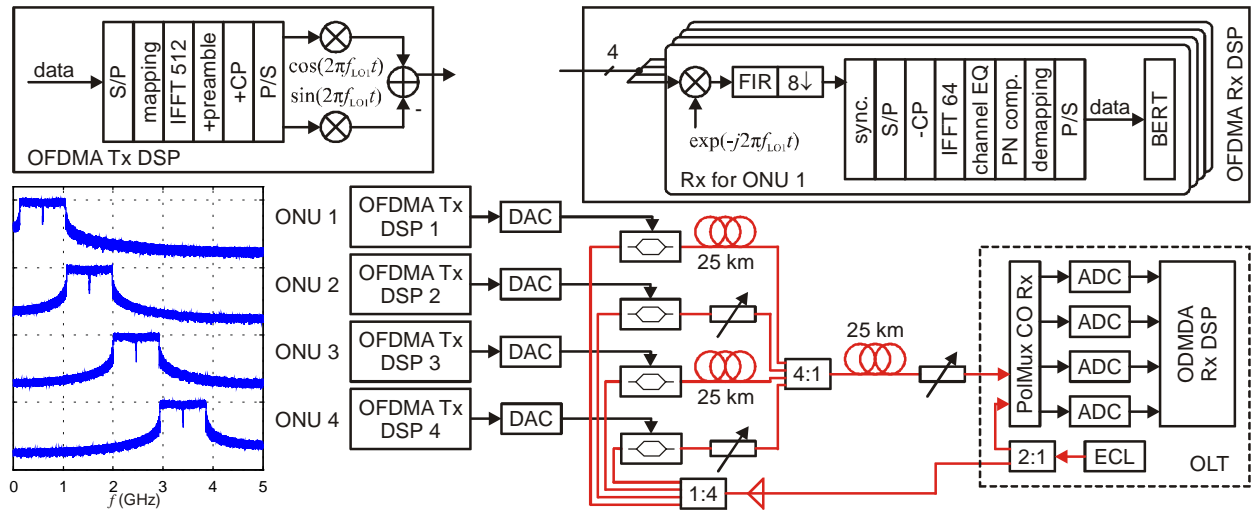 data
S/P
mapping
IFFT 512
+preamble
+CP
P/S
cos(2πf_LO1 t)
sin(2πf_LO1 t)
-
OFDMA Tx DSP
4
exp(-j2πf_LO1 t)
FIR
8↓
sync.
S/P
-CP
IFFT 64
channel EQ
PN comp.
demapping
P/S
data
BERT
Rx for ONU 1
OFDMA Rx DSP
ONU 1
ONU 2
ONU 3
ONU 4
0 1 2 3 4 5
f (GHz)
OFDMA Tx
DSP 1
DAC
OFDMA Tx
DSP 2
DAC
OFDMA Tx
DSP 3
DAC
OFDMA Tx
DSP 4
DAC
25 km
25 km
4:1
25 km
1:4
PolMux CO Rx
ADC
ADC
ADC
ADC
ODMDA
Rx DSP
2:1
ECL
OLT